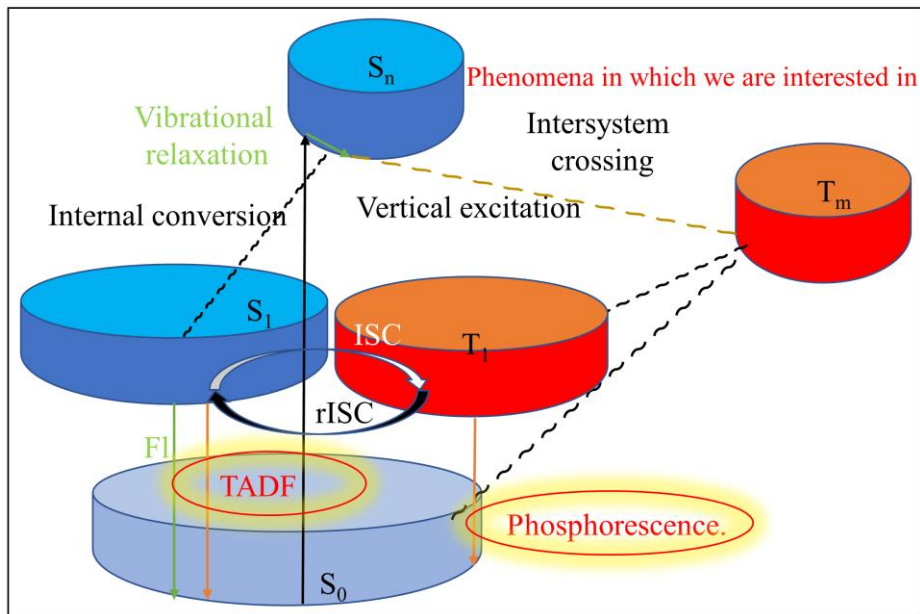 Sₙ
Phenomena in which we are interested in
Vibrational
relaxation
Intersystem
crossing
Tₘ
Internal conversion
Vertical excitation
S₁
ISC
T₁
rISC
Fl.
TADF
Phosphorescence.
S₀